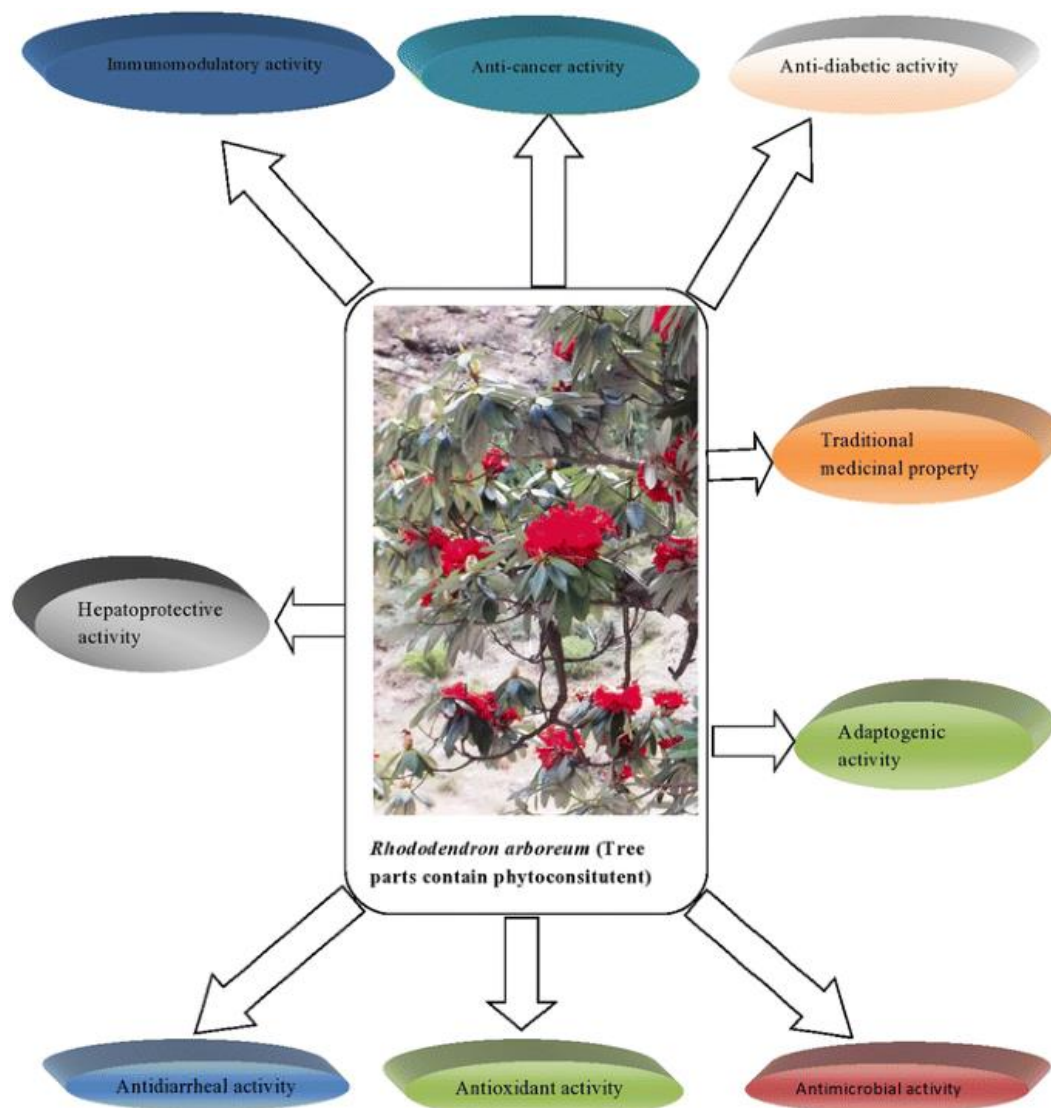 Immunomodulatory activity
Anti-cancer activity
Anti-diabetic activity
Traditional
medicinal property
Hepatoprotective
activity
Adaptogenic
activity
Rhododendron arboreum (Tree
parts contain phytoconsitutent)
Antidiarrheal activity
Antioxidant activity
Antimicrobial activity